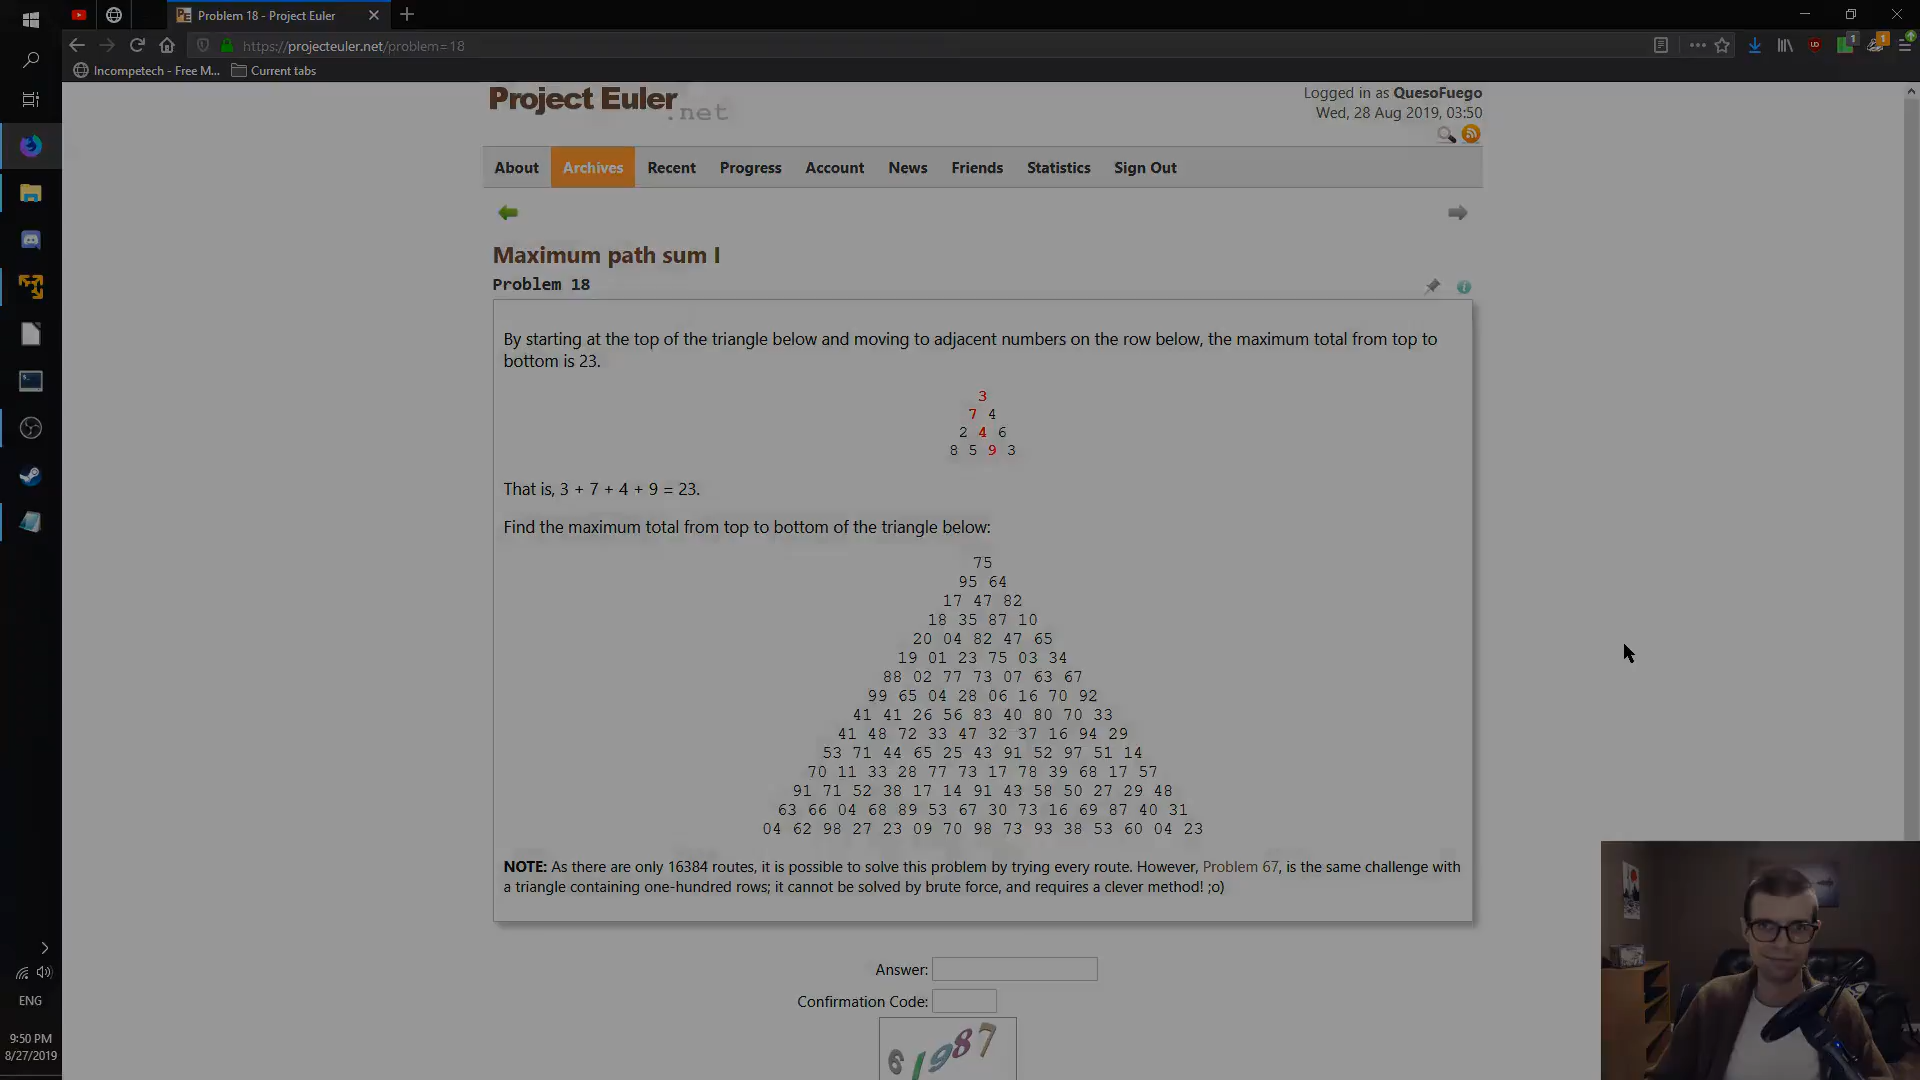 Problem 18 - Project Euler
https://projecteuler.net/problem=18
Incompetech - Free M...
Current tabs
Project Euler
.net
Logged in as QuesoFuego
Wed, 28 Aug 2019, 03:50
About Archives Recent Progress Account News Friends Statistics Sign Out
Maximum path sum I
Problem 18
By starting at the top of the triangle below and moving to adjacent numbers on the row below, the maximum total from top to
bottom is 23.
3
7 4
2 4 6
8 5 9 3
That is, 3 + 7 + 4 + 9 = 23.
Find the maximum total from top to bottom of the triangle below:
75
95 64
17 47 82
18 35 87 10
20 04 82 47 65
19 01 23 75 03 34
88 02 77 73 07 63 67
99 65 04 28 06 16 70 92
41 41 26 56 83 40 80 70 33
41 48 72 33 47 32 37 16 94 29
53 71 44 65 25 43 91 52 97 51 14
70 11 33 28 77 73 17 78 39 68 17 57
91 71 52 38 17 14 91 43 58 50 27 29 48
63 66 04 68 89 53 67 30 73 16 69 87 40 31
04 62 98 27 23 09 70 98 73 93 38 53 60 04 23
NOTE: As there are only 16384 routes, it is possible to solve this problem by trying every route. However, Problem 67, is the same challenge with
a triangle containing one-hundred rows; it cannot be solved by brute force, and requires a clever method! ;o)
Answer:
Confirmation Code:
61987
ENG
9:50 PM
8/27/2019
1
1